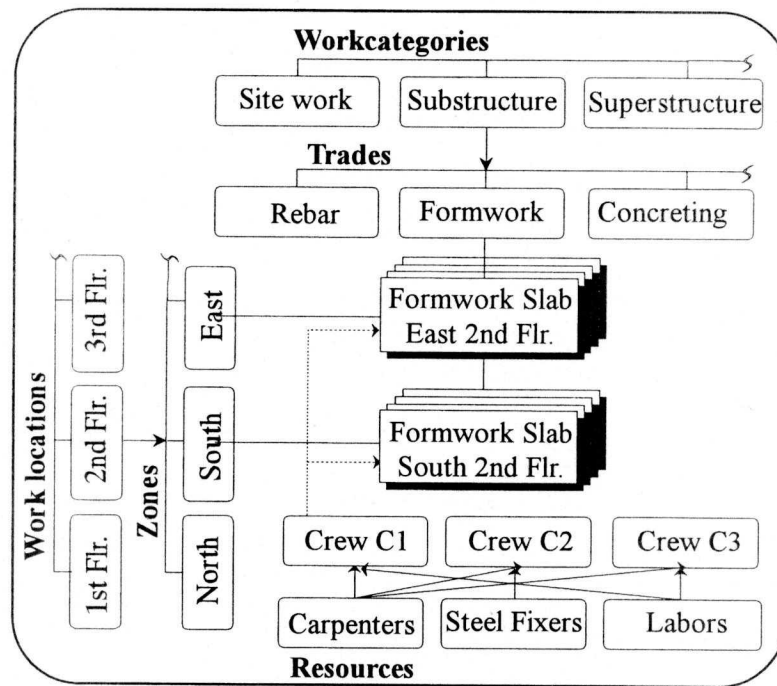 Workcategories
Site work
Substructure
Superstructure
Trades
Rebar
Formwork
Concreting
Work locations
3rd Flr.
2nd Flr.
1st Flr.
Zones
East
South
North
Formwork Slab
East 2nd Flr.
Formwork Slab
South 2nd Flr.
Crew C1
Crew C2
Crew C3
Carpenters
Steel Fixers
Labors
Resources